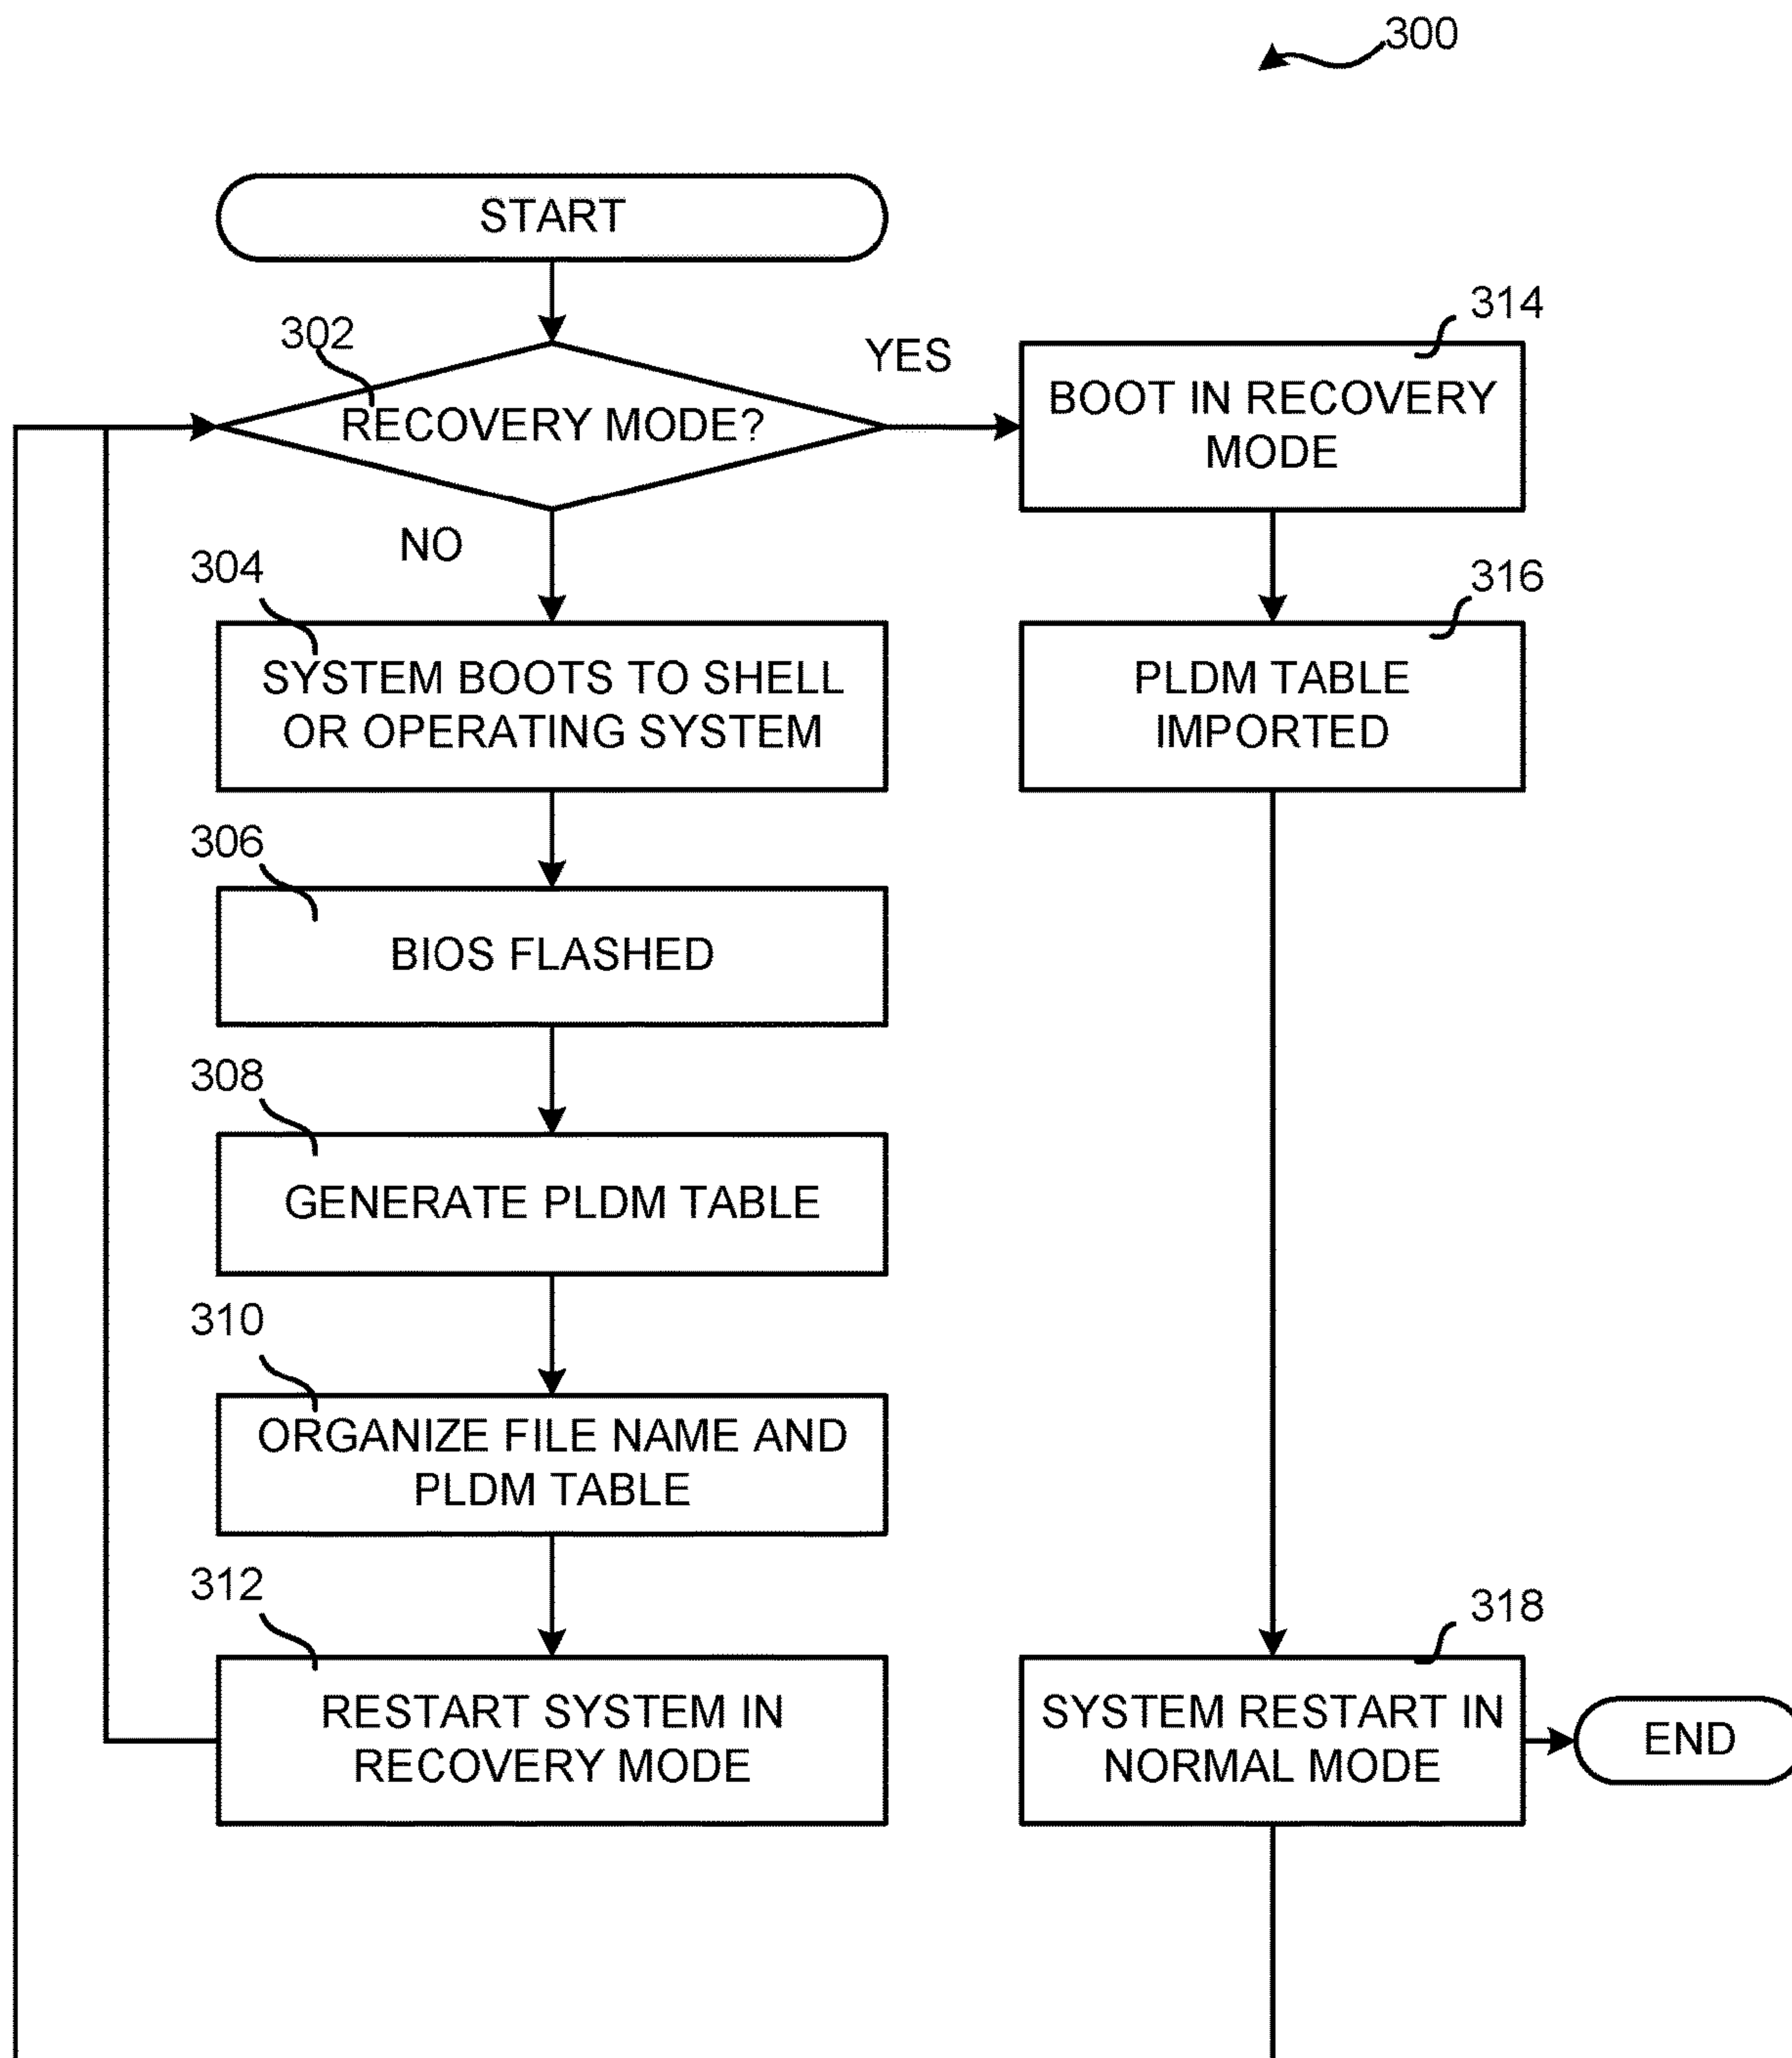 300
START
302
RECOVERY MODE?
YES
NO
314
BOOT IN RECOVERY
MODE
304
SYSTEM BOOTS TO SHELL
OR OPERATING SYSTEM
316
PLDM TABLE
IMPORTED
306
BIOS FLASHED
308
GENERATE PLDM TABLE
310
ORGANIZE FILE NAME AND
PLDM TABLE
312
RESTART SYSTEM IN
RECOVERY MODE
318
SYSTEM RESTART IN
NORMAL MODE
END